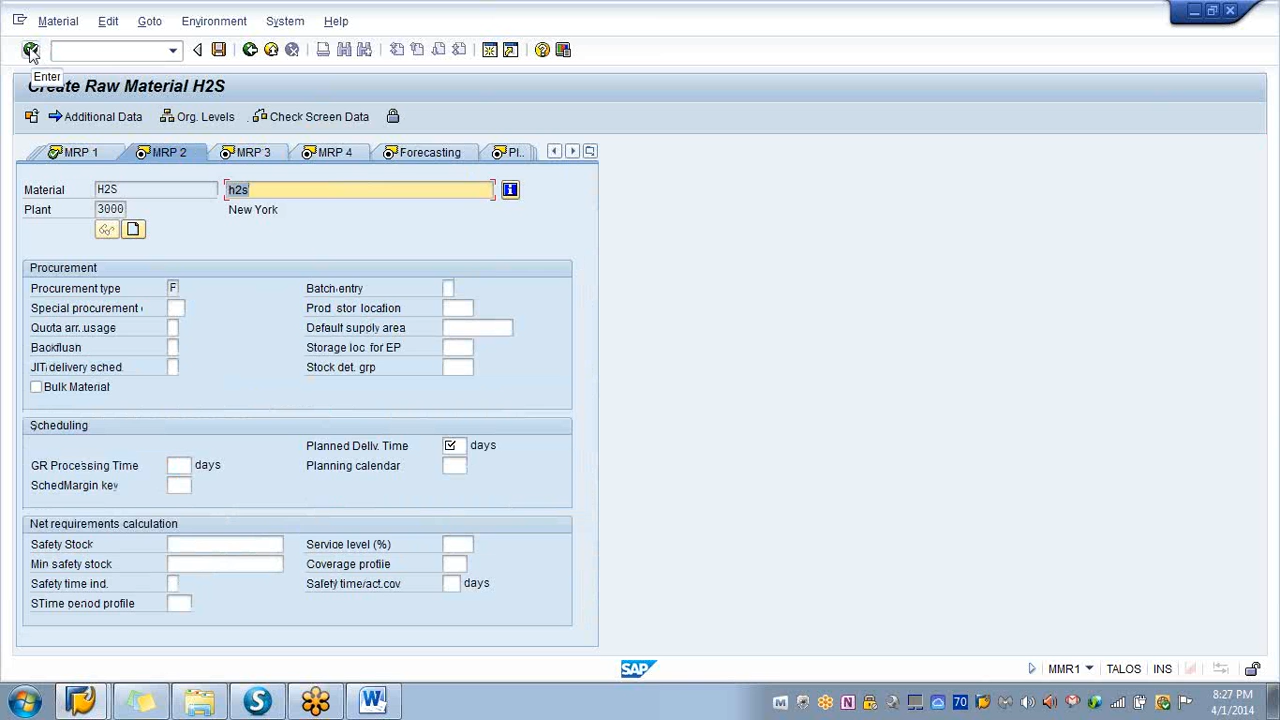 Material Edit Goto Environment System Help
Enter
Create Raw Material H2S
Additional Data Org. Levels Check Screen Data
MRP 1 MRP 2 MRP 3 MRP 4 Forecasting Pl..
Material H2S h2s
Plant 3000 New York
Procurement
Procurement type F Batch entry
Special procurement Prod stor location
Quota arr. usage Default supply area
Backflush Storage loc. for EP
JIT delivery sched. Stock det. grp
Bulk Material
Scheduling
Planned Deliv. Time days
GR Processing Time days Planning calendar
SchedMargin key
Net requirements calculation
Safety Stock Service level (%)
Min safety stock Coverage profile
Safety time ind. Safety time/act.cov days
STime period profile
SAP
MMR1 TALOS INS
S W N 70
8:27 PM
4/1/2014